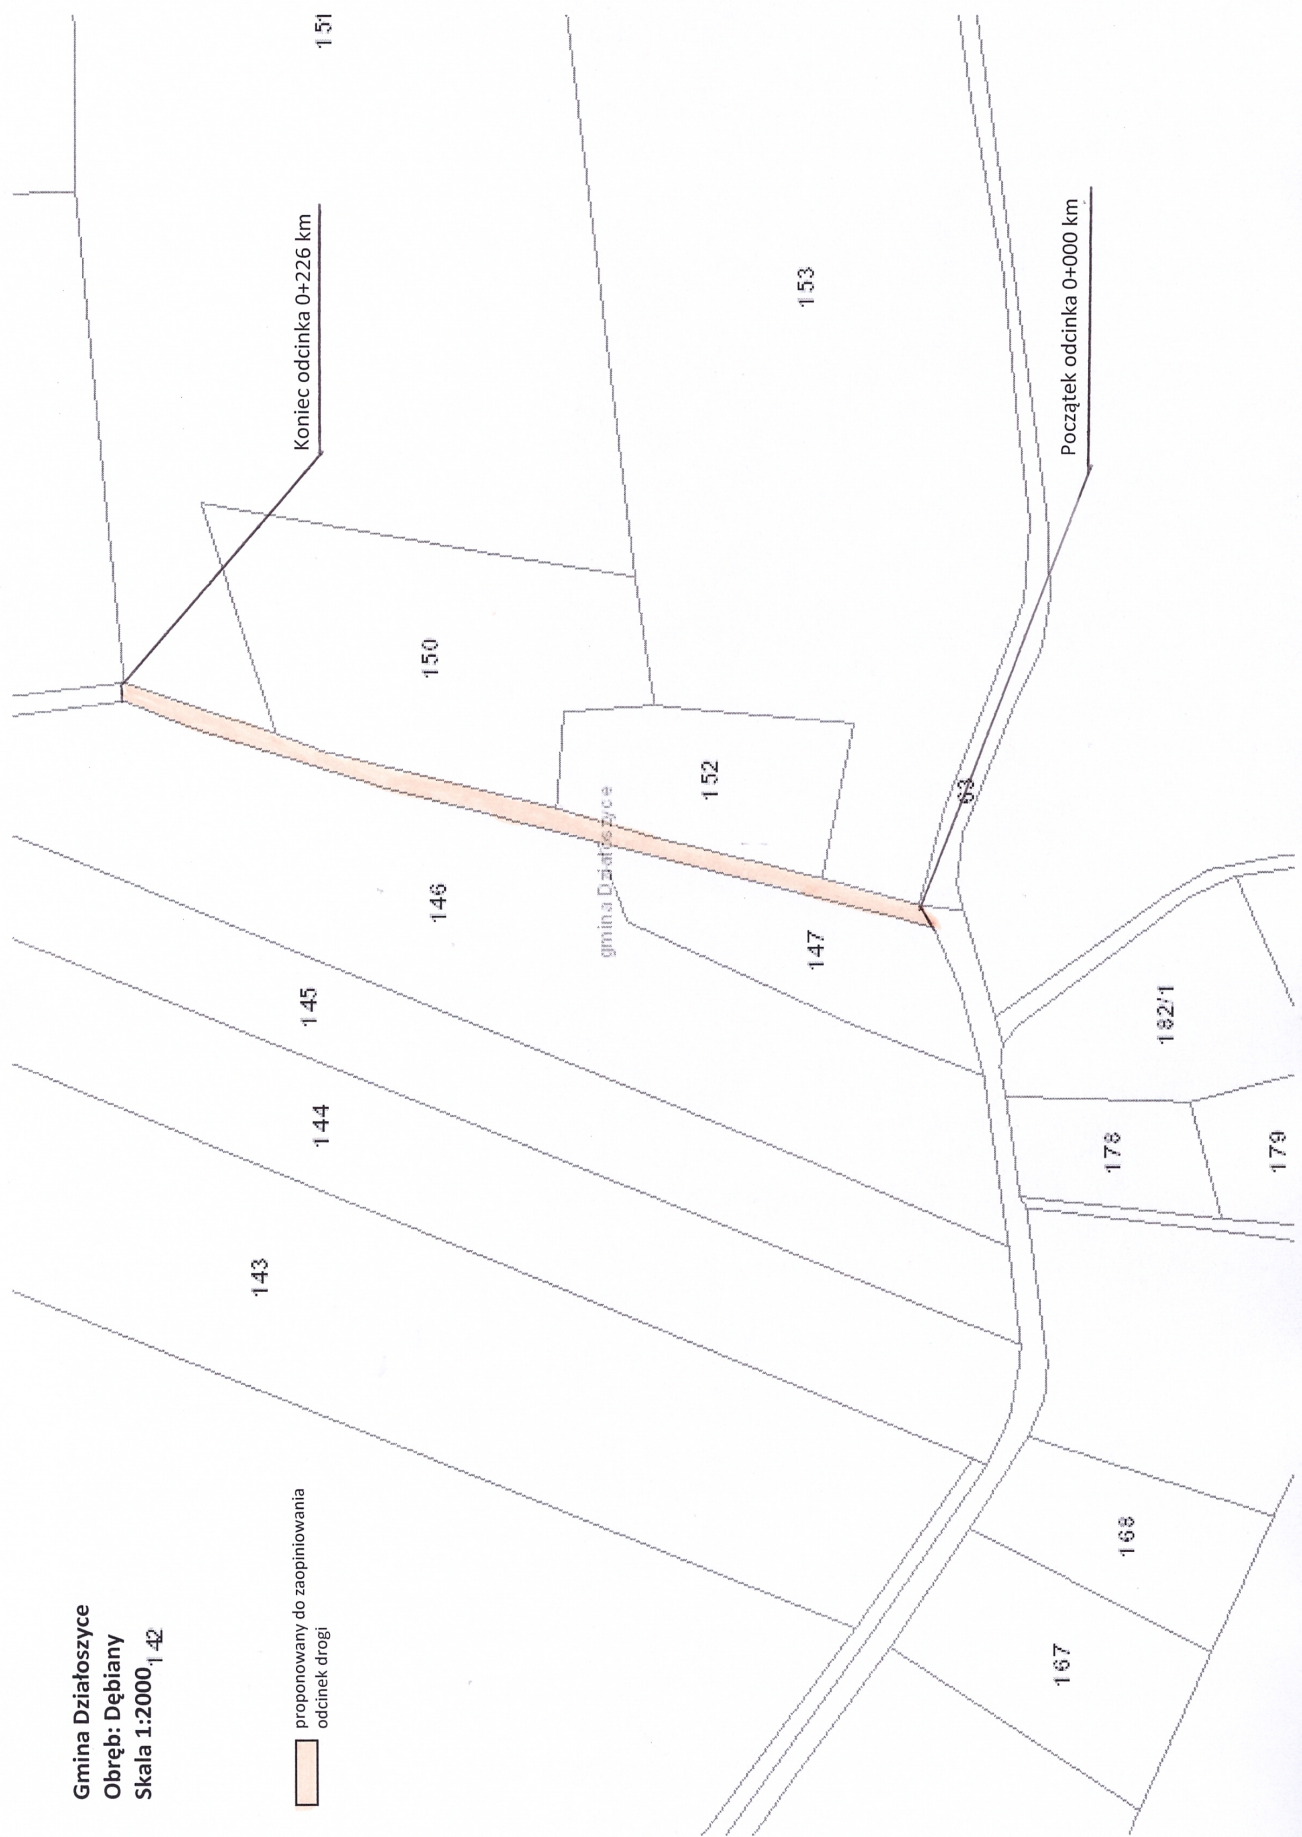 Gmina Działoszyce
Obręb: Dębiany
Skala 1:2000
142
proponowany do zaopiniowania
odcinek drogi
143
144
145
146
147
gmina Działoszyce
150
151
152
153
Koniec odcinka 0+226 km
Początek odcinka 0+000 km
63
182/1
178
179
168
167